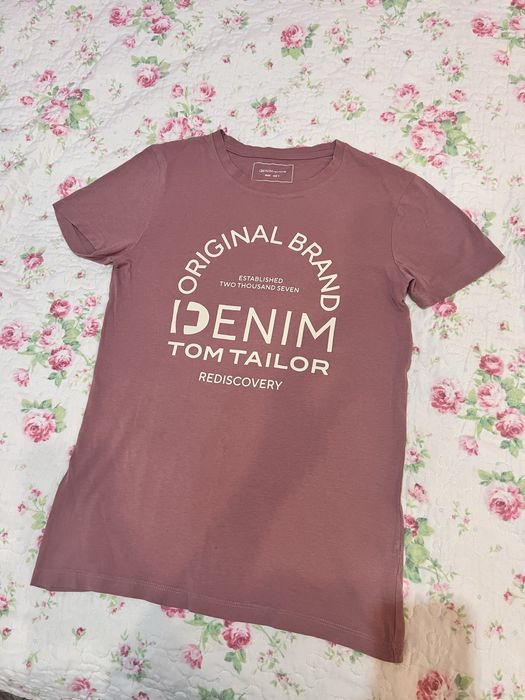 ORIGINAL BRAND
ESTABLISHED
TWO THOUSAND SEVEN
DENIM
TOM TAILOR
REDISCOVERY